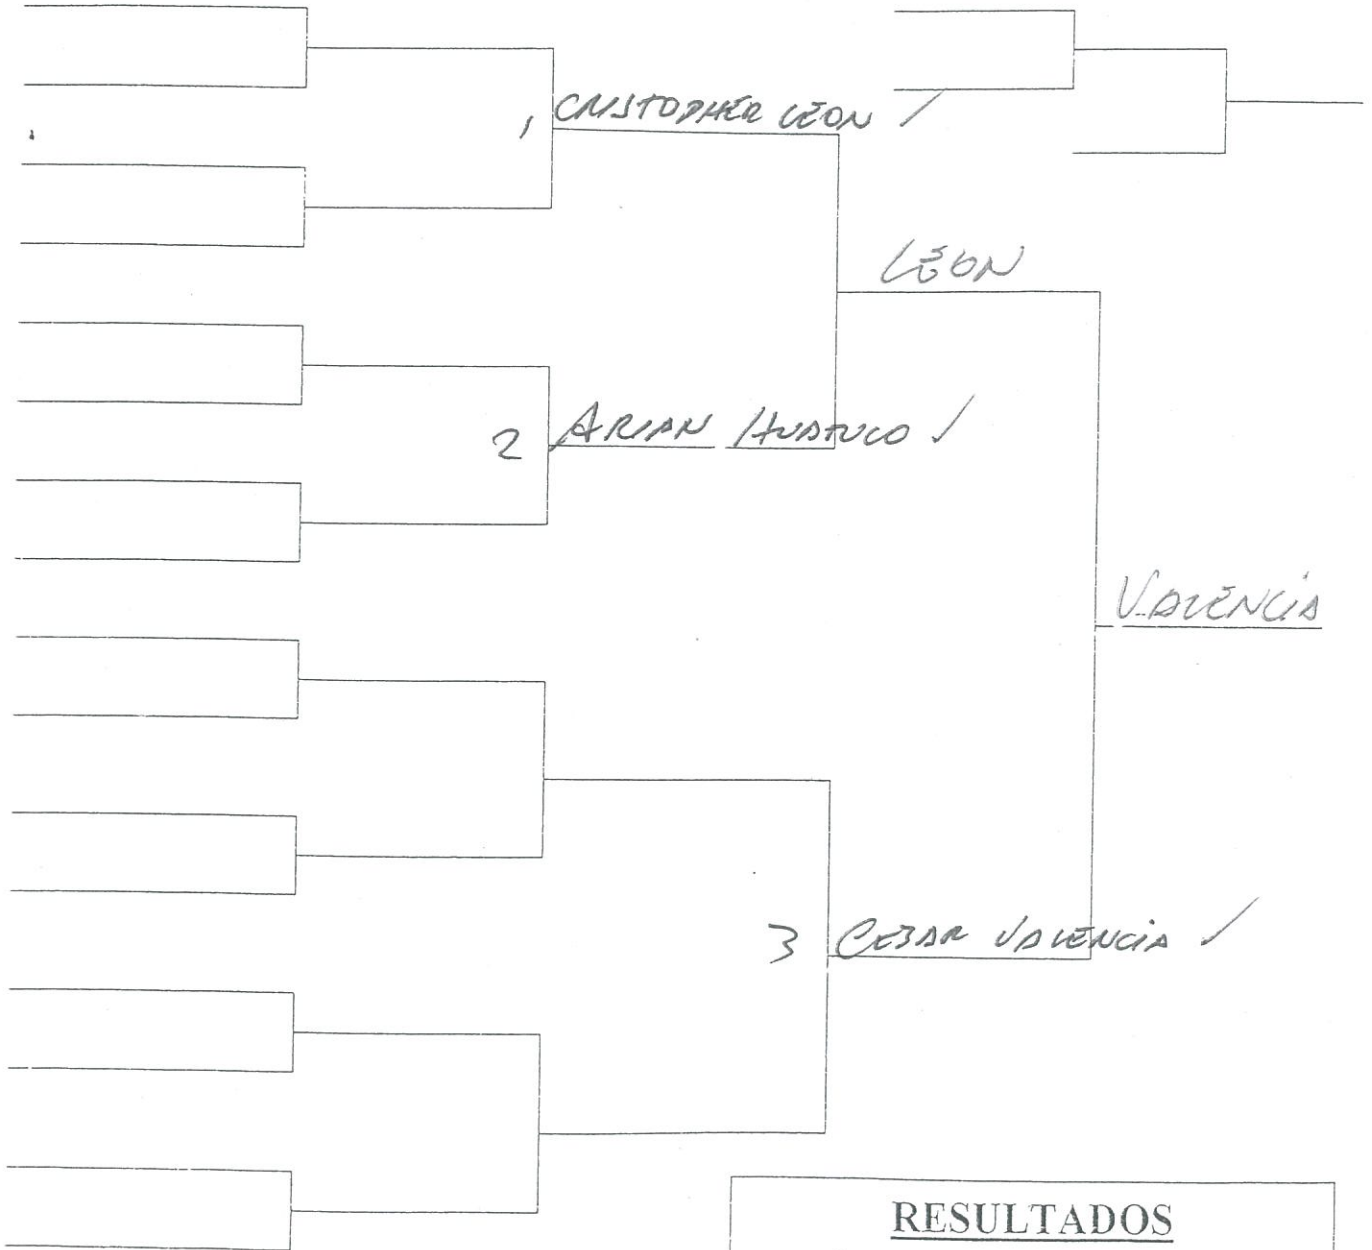 1 CRISTOPHER LEON ✓
LEON
2 ARIAN HUATUCO ✓
VALENCIA
3 CESAR VALENCIA ✓
RESULTADOS